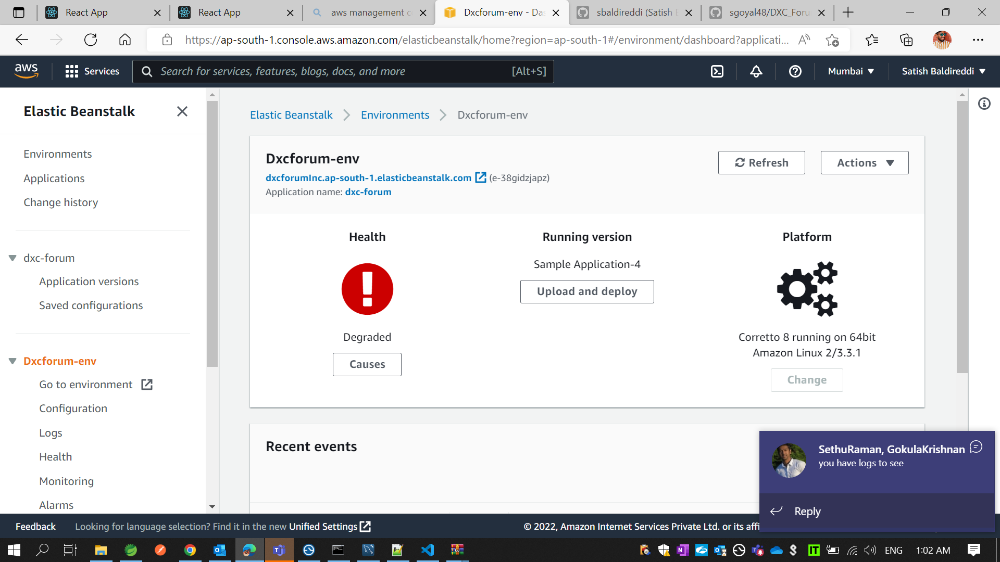 React App
React App
aws management c
Dxcforum-env - Das
sbaldireddi (Satish B
sgoyal48/DXC_Foru
https://ap-south-1.console.aws.amazon.com/elasticbeanstalk/home?region=ap-south-1#/environment/dashboard?applicati...
aws
Services
Search for services, features, blogs, docs, and more
[Alt+S]
Mumbai
Satish Baldireddi
Elastic Beanstalk
Environments
Applications
Change history
dxc-forum
Application versions
Saved configurations
Dxcforum-env
Go to environment
Configuration
Logs
Health
Monitoring
Alarms
Elastic Beanstalk
Environments
Dxcforum-env
Dxcforum-env
dxcforumInc.ap-south-1.elasticbeanstalk.com (e-38gidzjapz)
Application name: dxc-forum
Refresh
Actions
Health
Degraded
Causes
Running version
Sample Application-4
Upload and deploy
Platform
Corretto 8 running on 64bit
Amazon Linux 2/3.3.1
Change
Recent events
SethuRaman, GokulaKrishnan
you have logs to see
Reply
Feedback
Looking for language selection? Find it in the new Unified Settings
© 2022, Amazon Internet Services Private Ltd. or its affi
ENG
1:02 AM